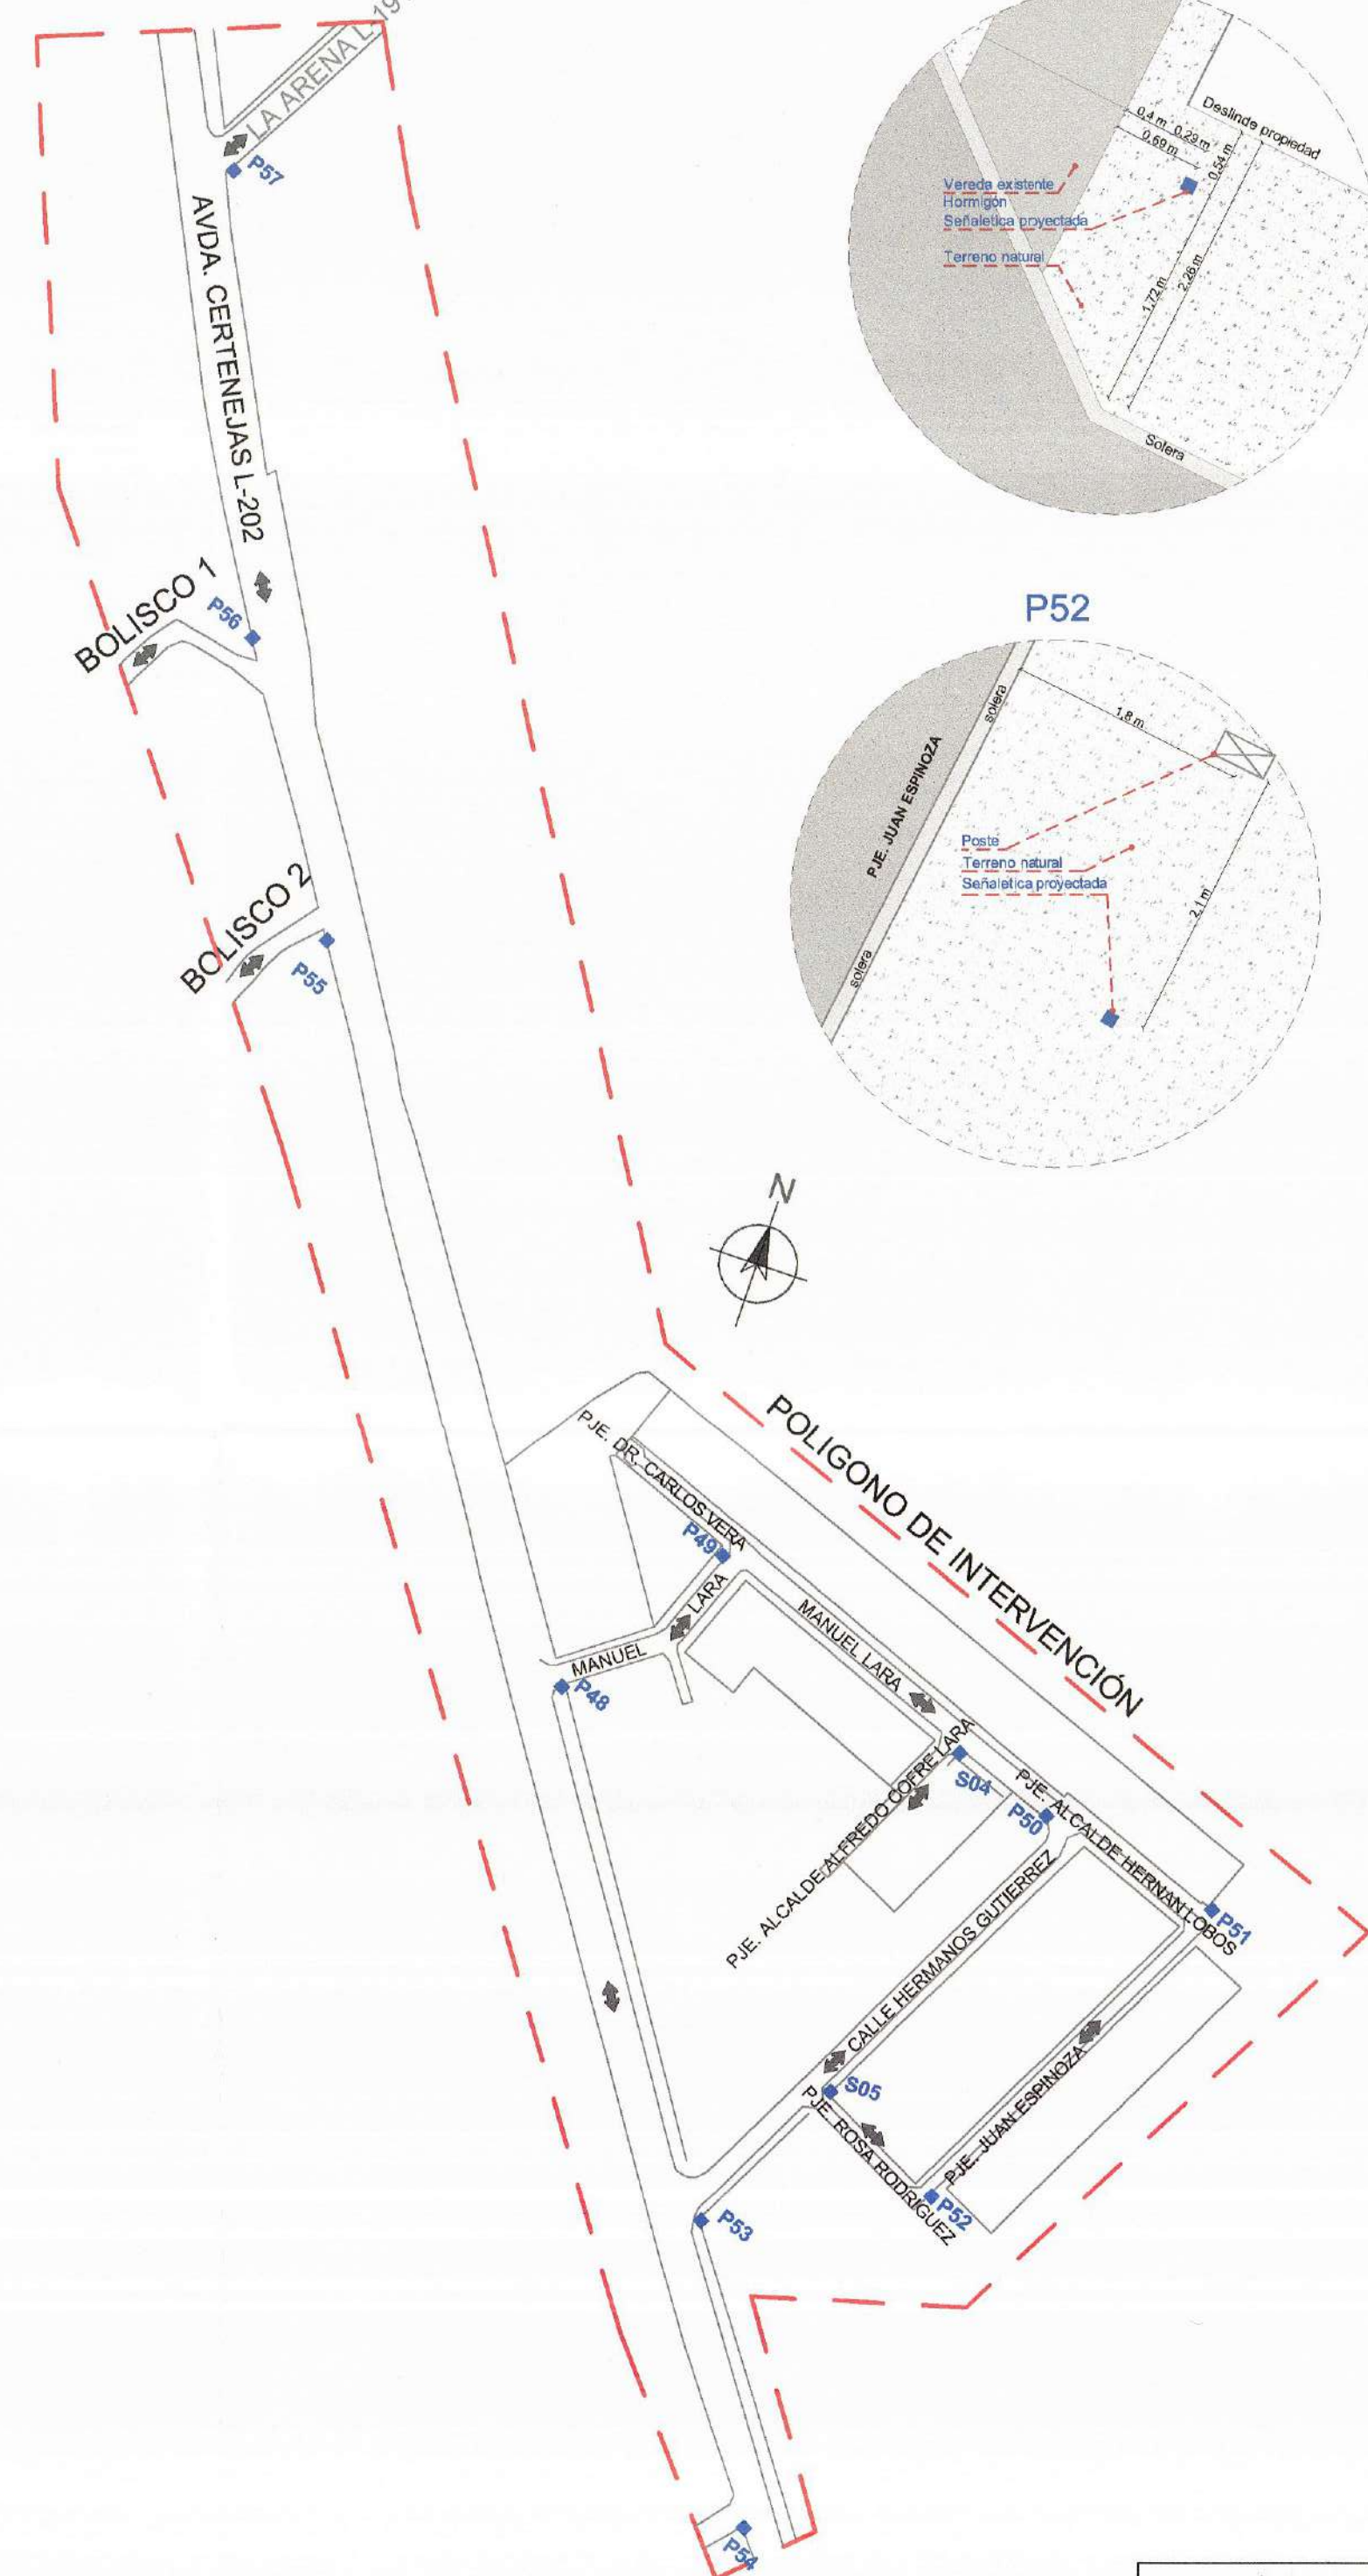 LA ARENA L-19
P57
AVDA. CERTENEJAS L-202
BOLISCO 1
P56
BOLISCO 2
P55
0,4 m
0,29 m
0,69 m
0,54 m
Deslinde propiedad
Vereda existente
Hormigón
Señaletica proyectada
Terreno natural
1,72 m
2,26 m
Solera
P52
solera
1,8 m
PJE. JUAN ESPINOZA
Poste
Terreno natural
Señaletica proyectada
2,1 m
solera
N
POLIGONO DE INTERVENCIÓN
PJE. DR. CARLOS VERA
P49
MANUEL LARA
P48
MANUEL LARA
PJE. ALCALDE ALFREDO COFRE LARA
S04
P50
PJE. ALCALDE HERNAN LOBOS
P51
CALLE HERMANOS GUTIERREZ
S05
PJE. ROSA RODRIGUEZ
PJE. JUAN ESPINOZA
P52
P53
P54